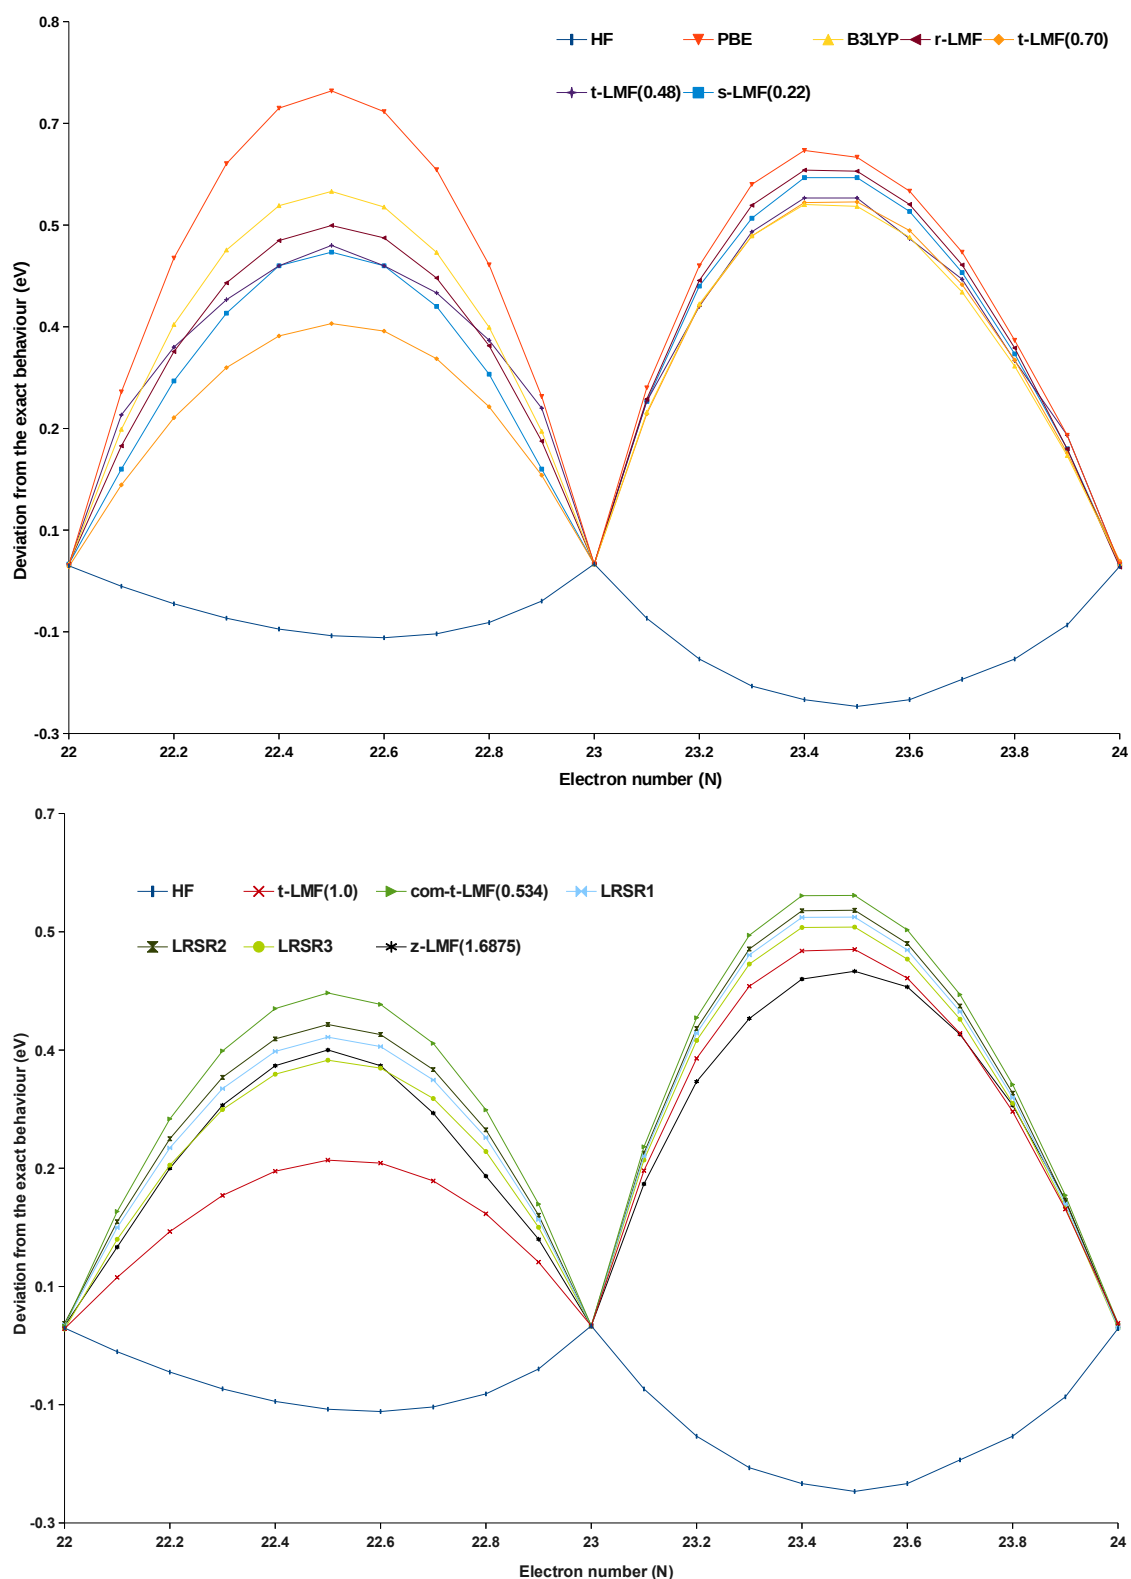 0.8
HF PBE B3LYP r-LMF t-LMF(0.70)
t-LMF(0.48) s-LMF(0.22)
0.7
0.5
0.4
0.2
0.1
-0.1
-0.3
Deviation from the exact behaviour (eV)
22 22.2 22.4 22.6 22.8 23 23.2 23.4 23.6 23.8 24
Electron number (N)
0.7
HF t-LMF(1.0) com-t-LMF(0.534) LRSR1
LRSR2 LRSR3 z-LMF(1.6875)
0.5
0.4
0.2
0.1
-0.1
-0.3
Deviation from the exact behaviour (eV)
22 22.2 22.4 22.6 22.8 23 23.2 23.4 23.6 23.8 24
Electron number (N)